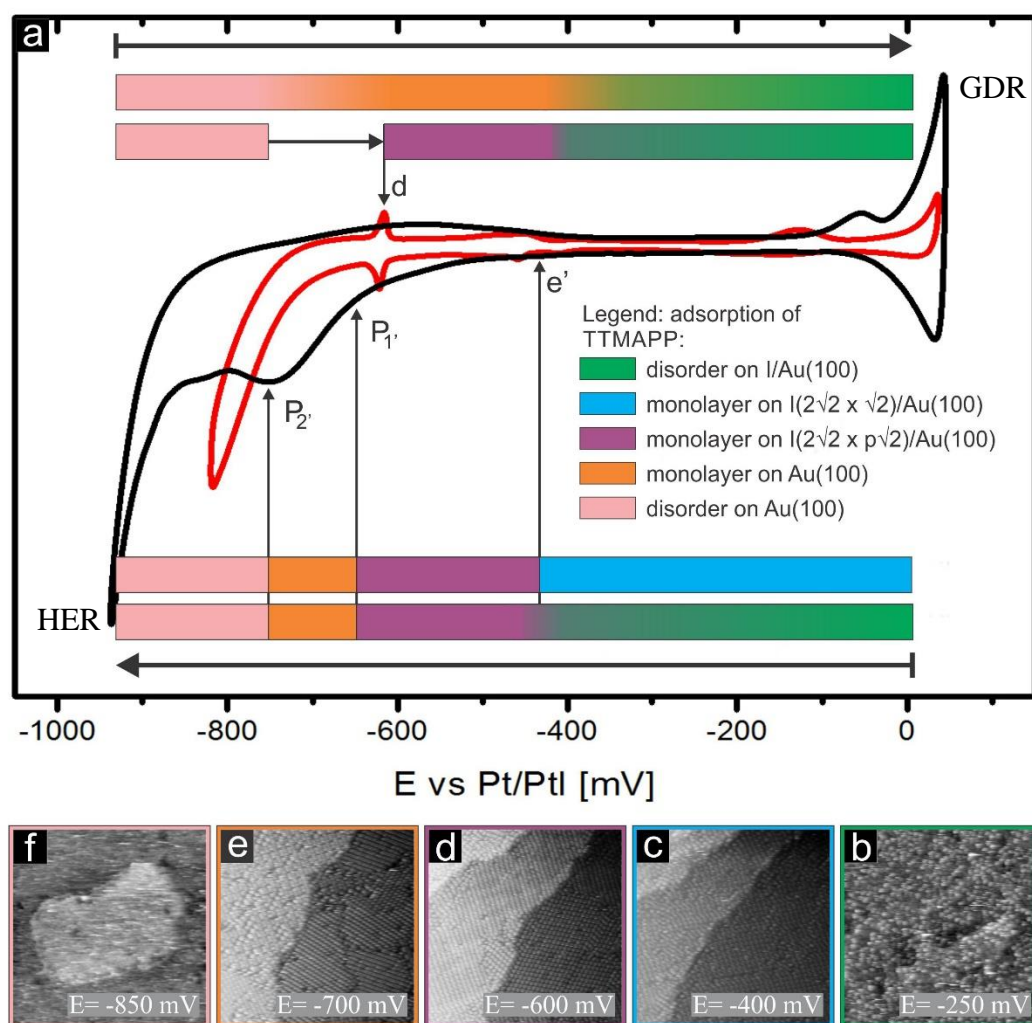 a
GDR
d
e’
P1’
P2’
Legend: adsorption of
TTMAPP:
disorder on I/Au(100)
monolayer on I(2√2 x √2)/Au(100)
monolayer on I(2√2 x p√2)/Au(100)
monolayer on Au(100)
disorder on Au(100)
HER
-1000 -800 -600 -400 -200 0
E vs Pt/PtI [mV]
f e d c b
E= -850 mV E= -700 mV E= -600 mV E= -400 mV E= -250 mV